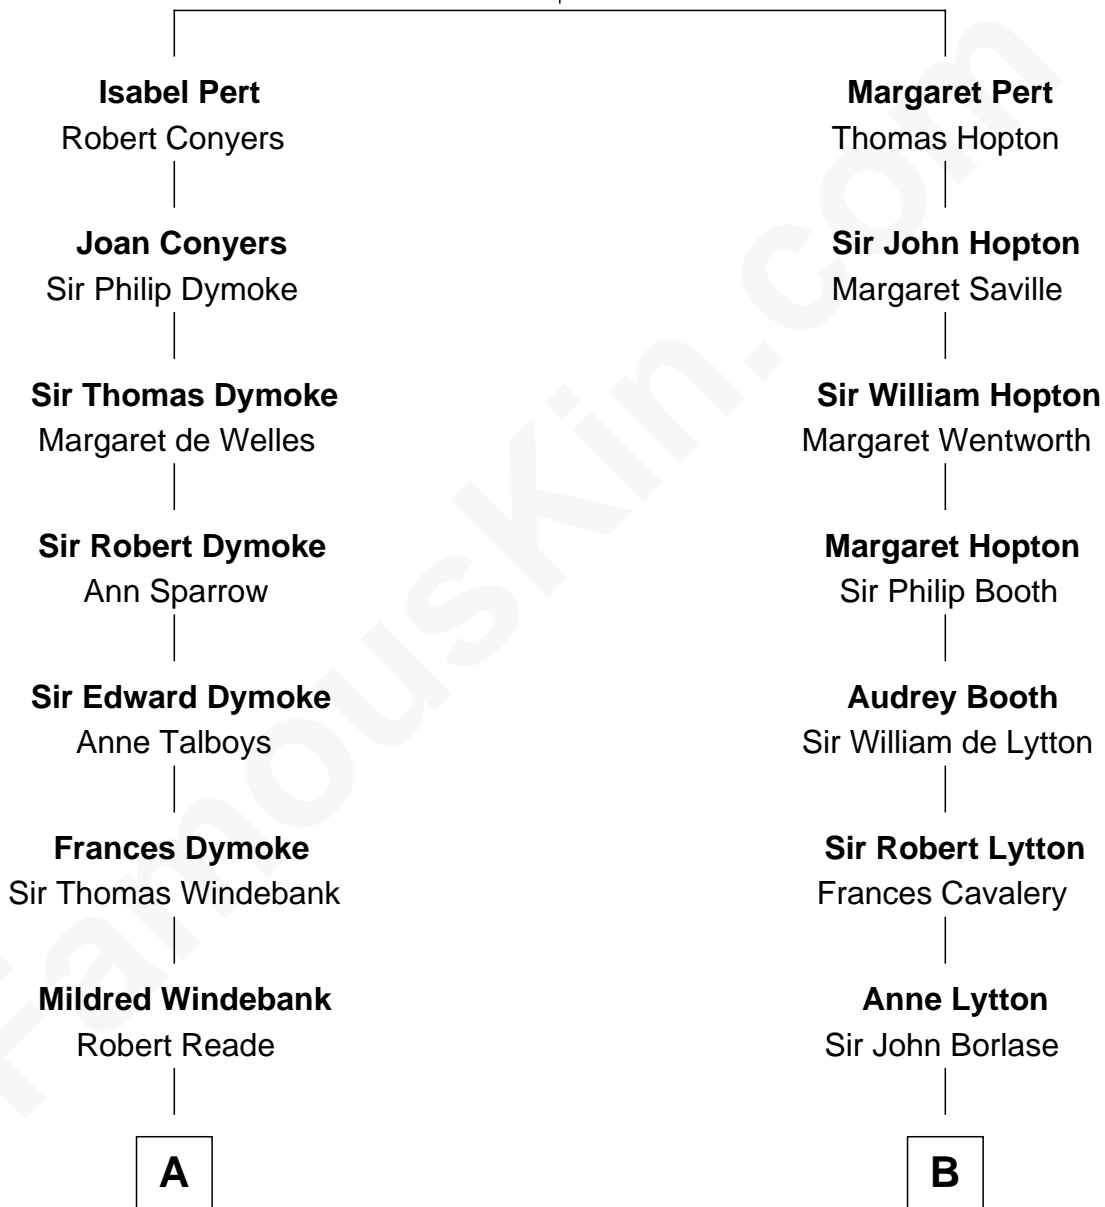 Isabel Pert
Robert Conyers
Joan Conyers
Sir Philip Dymoke
Sir Thomas Dymoke
Margaret de Welles
Sir Robert Dymoke
Ann Sparrow
Sir Edward Dymoke
Anne Talboys
Frances Dymoke
Sir Thomas Windebank
Mildred Windebank
Robert Reade
A
Margaret Pert
Thomas Hopton
Sir John Hopton
Margaret Saville
Sir William Hopton
Margaret Wentworth
Margaret Hopton
Sir Philip Booth
Audrey Booth
Sir William de Lytton
Sir Robert Lytton
Frances Cavalery
Anne Lytton
Sir John Borlase
B
FamousKin.com